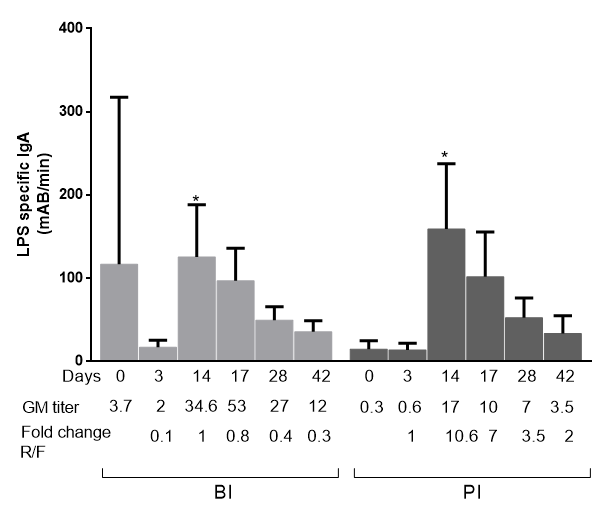 400
300
200
100
0
LPS specific IgA
(mAB/min)
*
*
Days 0 3 14 17 28 42 0 3 14 17 28 42
GM titer 3.7 2 34.6 53 27 12 0.3 0.6 17 10 7 3.5
Fold change 0.1 1 0.8 0.4 0.3 1 10.6 7 3.5 2
R/F
BI PI